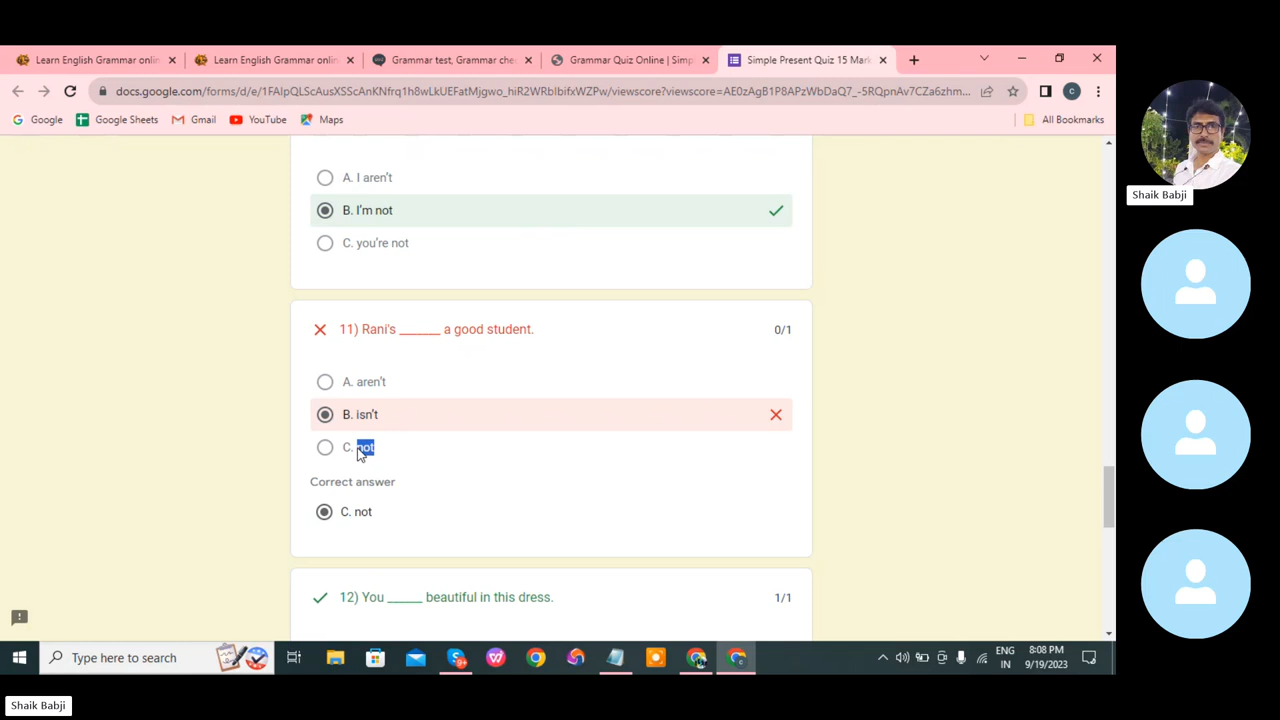 Learn English Grammar onlin
Learn English Grammar onlin
Grammar test, Grammar che
Grammar Quiz Online | Simp
Simple Present Quiz 15 Mark
docs.google.com/forms/d/e/1FAIpQLScAusXSScAnKNfrq1h8wLkUEFatMjgwo_hiR2WRbIbifxWZPw/viewscore?viewscore=AE0zAgB1P8APzWbDaQ7_-5RQpnAv7CZa6zhm...
Google
Google Sheets
Gmail
YouTube
Maps
All Bookmarks
A. I aren't
B. I'm not
C. you're not
11) Rani's _______ a good student.
0/1
A. aren't
B. isn't
C. not
Correct answer
C. not
12) You ______ beautiful in this dress.
1/1
Type here to search
ENG
IN
8:08 PM
9/19/2023
Shaik Babji
Shaik Babji